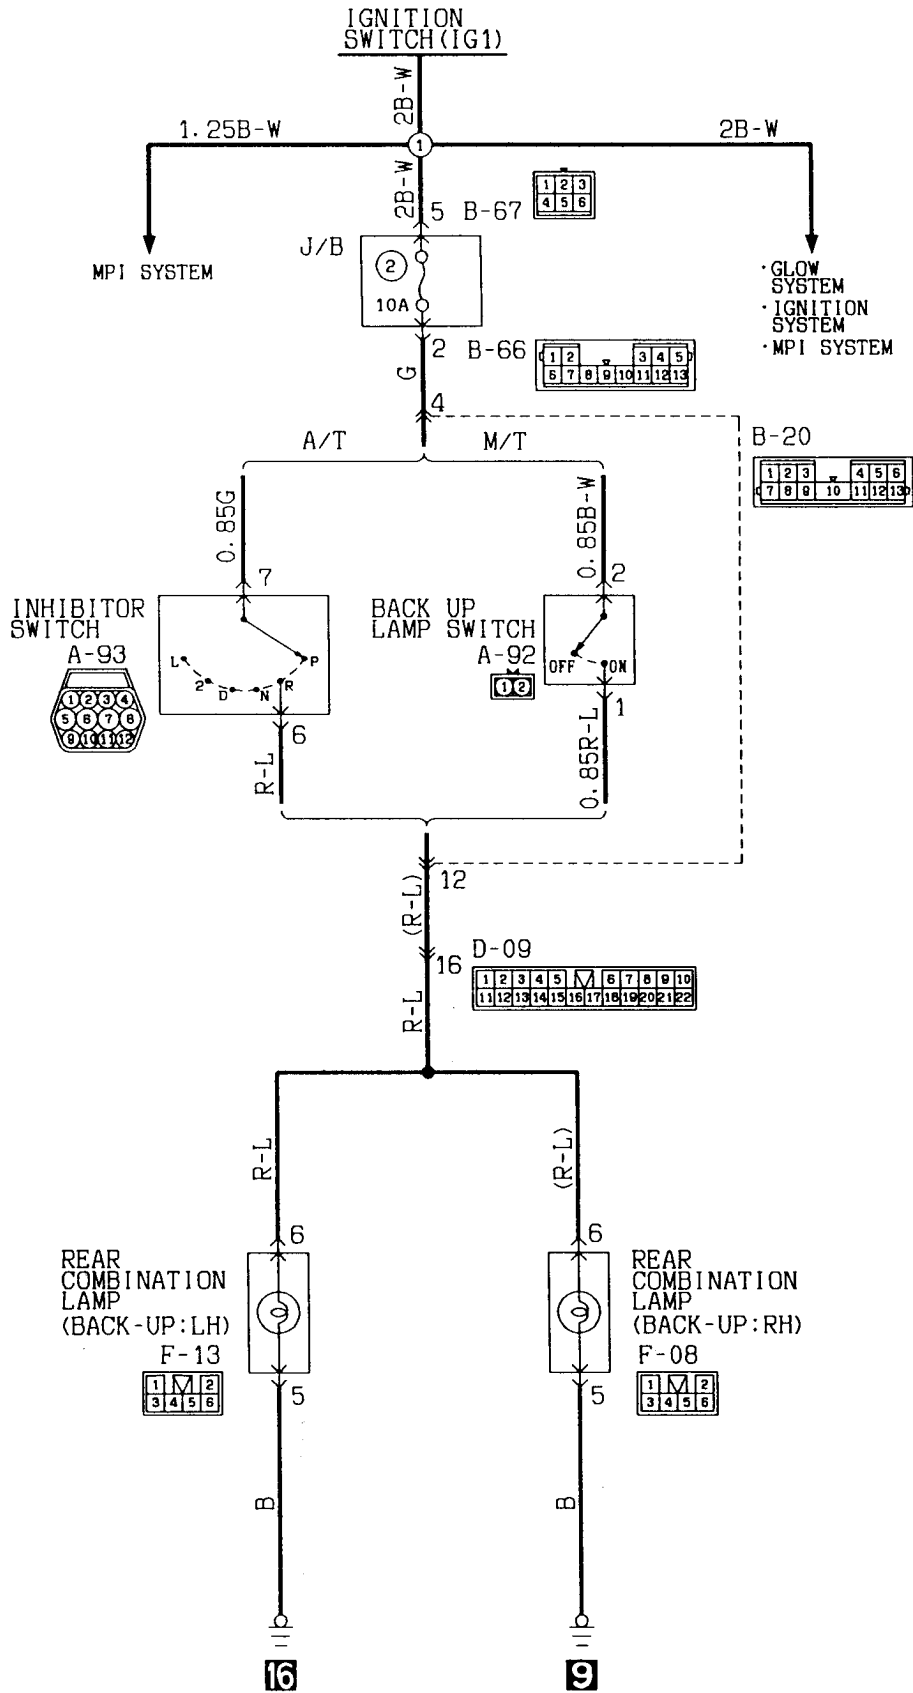 IGNITION
SWITCH(IG1)
2B-W
1.25B-W
2B-W
1
2B-W
5
B-67
1 2 3
4 5 6
J/B
2
10A
MPI SYSTEM
·GLOW
SYSTEM
·IGNITION
SYSTEM
·MPI SYSTEM
2
B-66
1 2 3 4 5
6 7 8 9 10 11 12 13
G
4
A/T
M/T
B-20
1 2 3 4 5 6
7 8 9 10 11 12 13
0.85G
0.85B-W
7
2
INHIBITOR
SWITCH
A-93
1 2 3 4
5 6 7 8
9 10 11 12
L
2
D
N
R
P
BACK UP
LAMP SWITCH
A-92
1 2
OFF
ON
6
1
R-L
0.85R-L
12
(R-L)
16
D-09
1 2 3 4 5 6 7 8 9 10
11 12 13 14 15 16 17 18 19 20 21 22
R-L
R-L
(R-L)
6
6
REAR
COMBINATION
LAMP
(BACK-UP:LH)
F-13
1 2
3 4 5 6
REAR
COMBINATION
LAMP
(BACK-UP:RH)
F-08
1 2
3 4 5 6
5
5
B
B
16
9